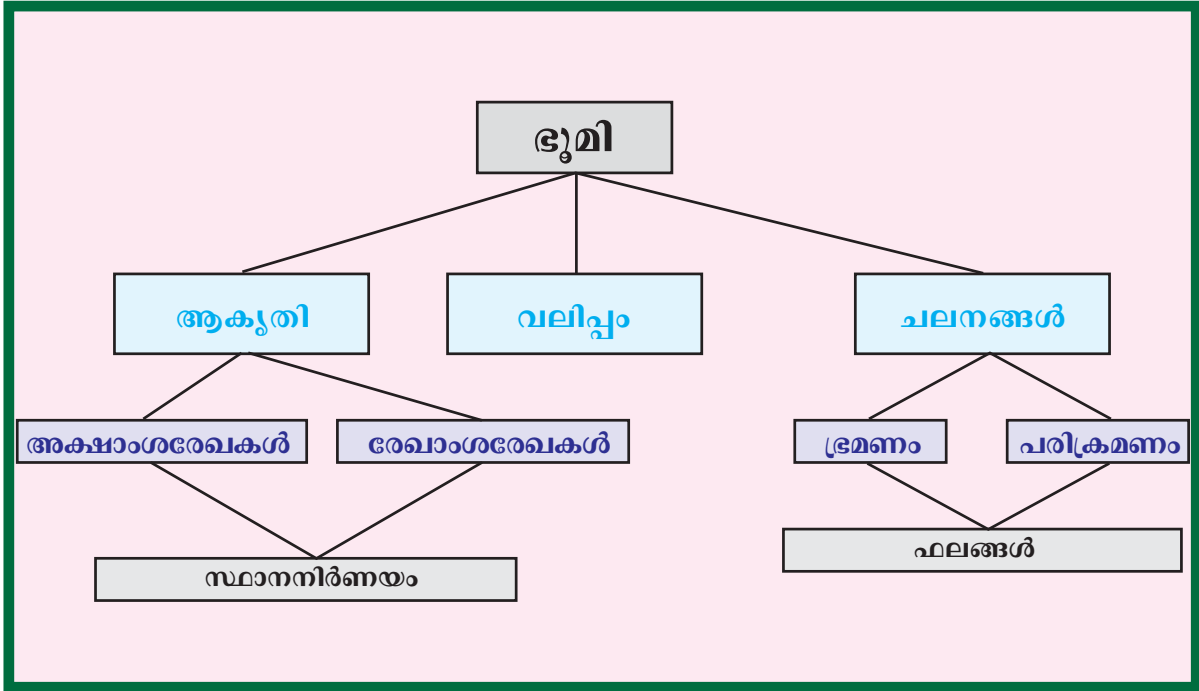 ഭൂമി
ആകൃതി
വലിപ്പം
ചലനങ്ങൾ
അക്ഷാംശരേഖകൾ
രേഖാംശരേഖകൾ
ഭ്രമണം
പരിക്രമണം
സ്ഥാനനിർണയം
ഫലങ്ങൾ